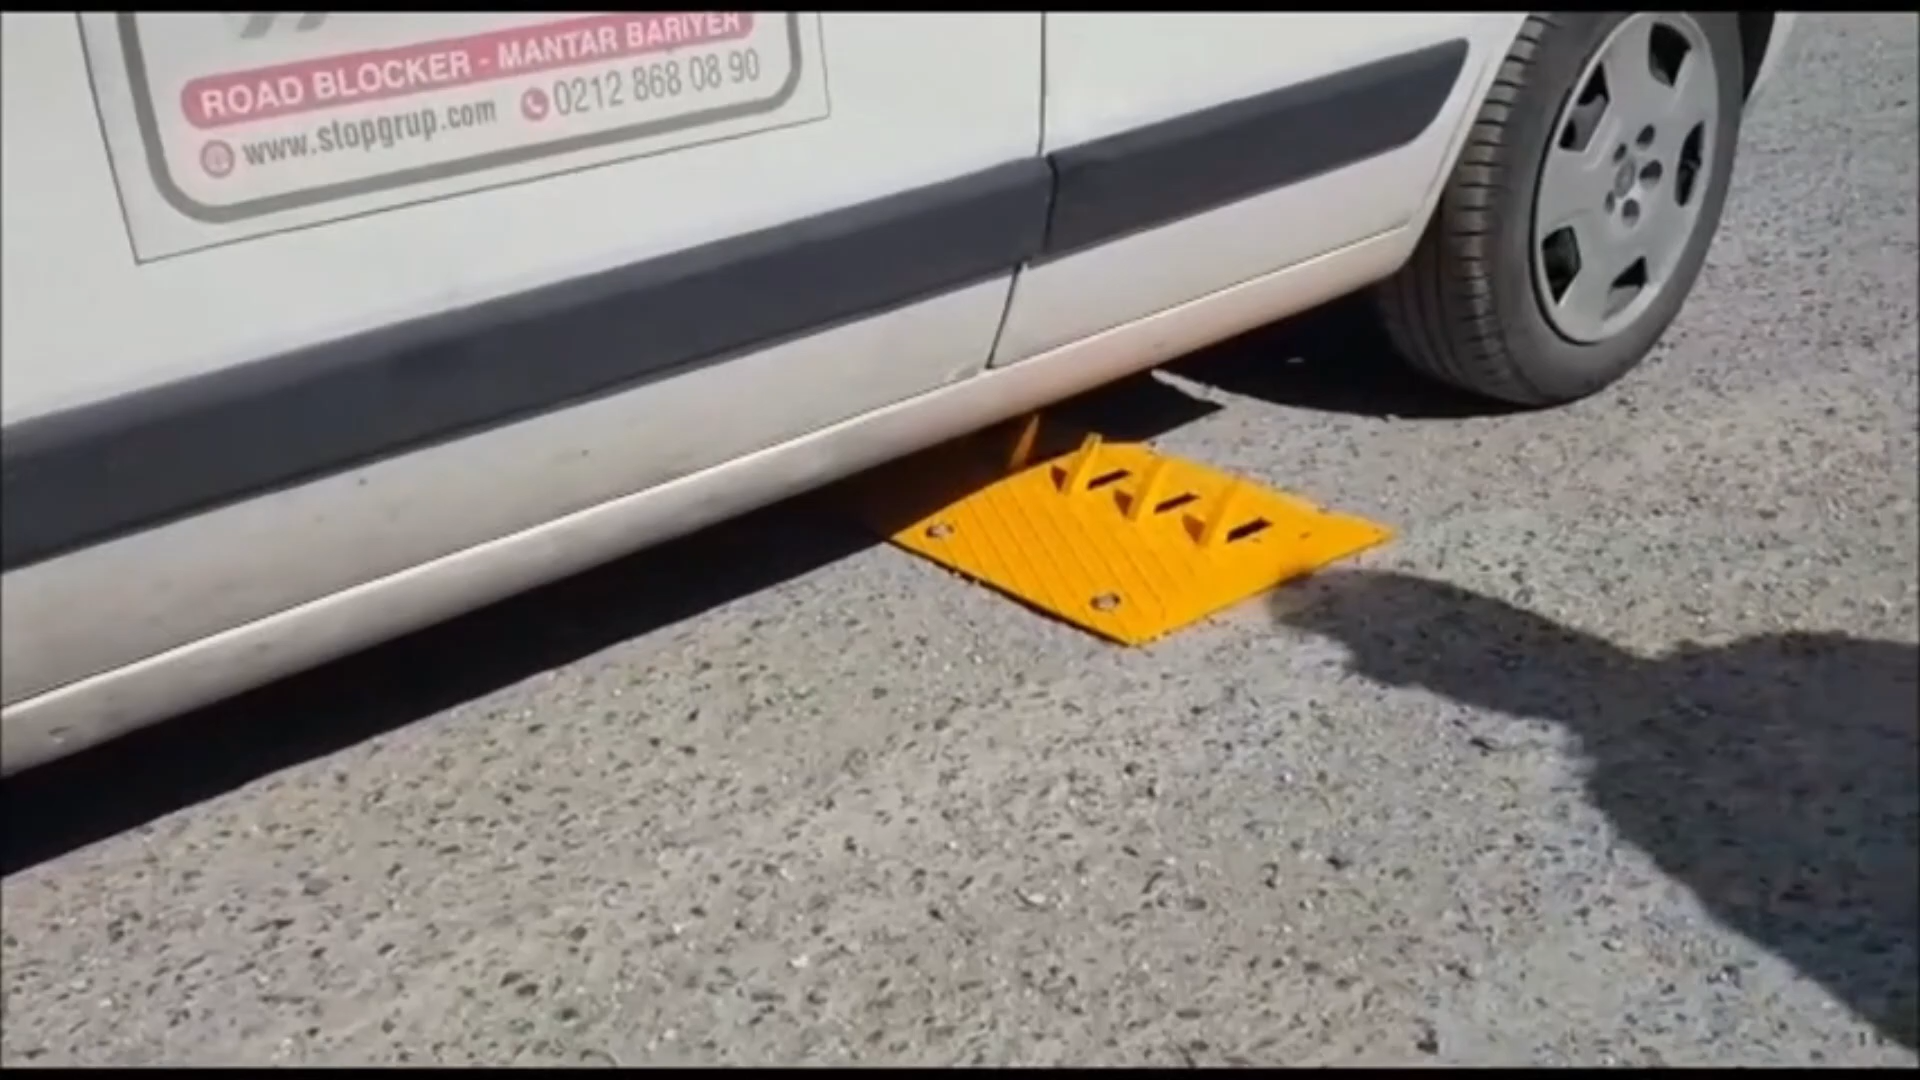 ROAD BLOCKER - MANTAR BARIYER
www.stopgrup.com 0212 868 08 90